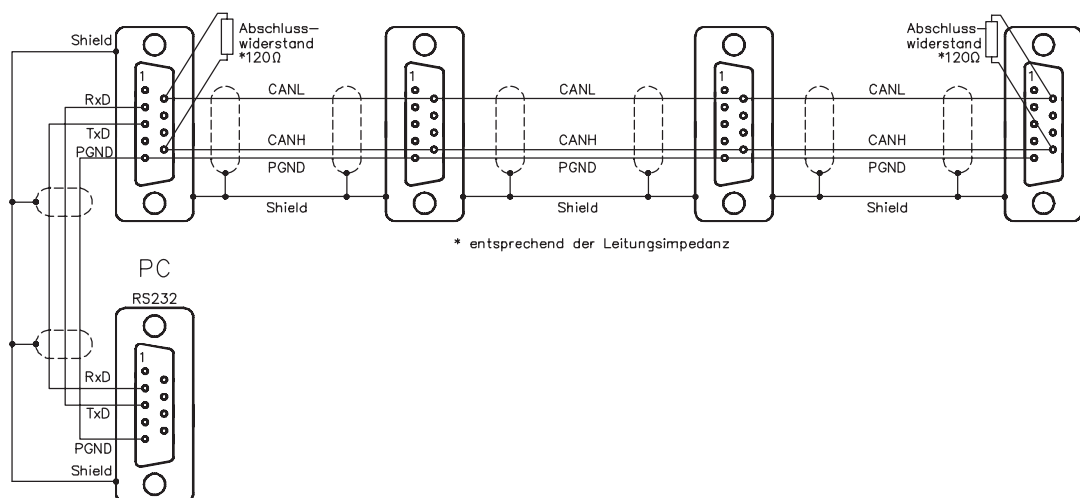 Shield
1
RxD
TxD
PGND
Abschluss-
widerstand
*120Ω
CANL
CANH
PGND
Shield
1
CANL
CANH
PGND
Shield
1
CANL
CANH
PGND
Shield
Abschluss-
widerstand
*120Ω
1
* entsprechend der Leitungsimpedanz
PC
RS232
1
RxD
TxD
PGND
Shield